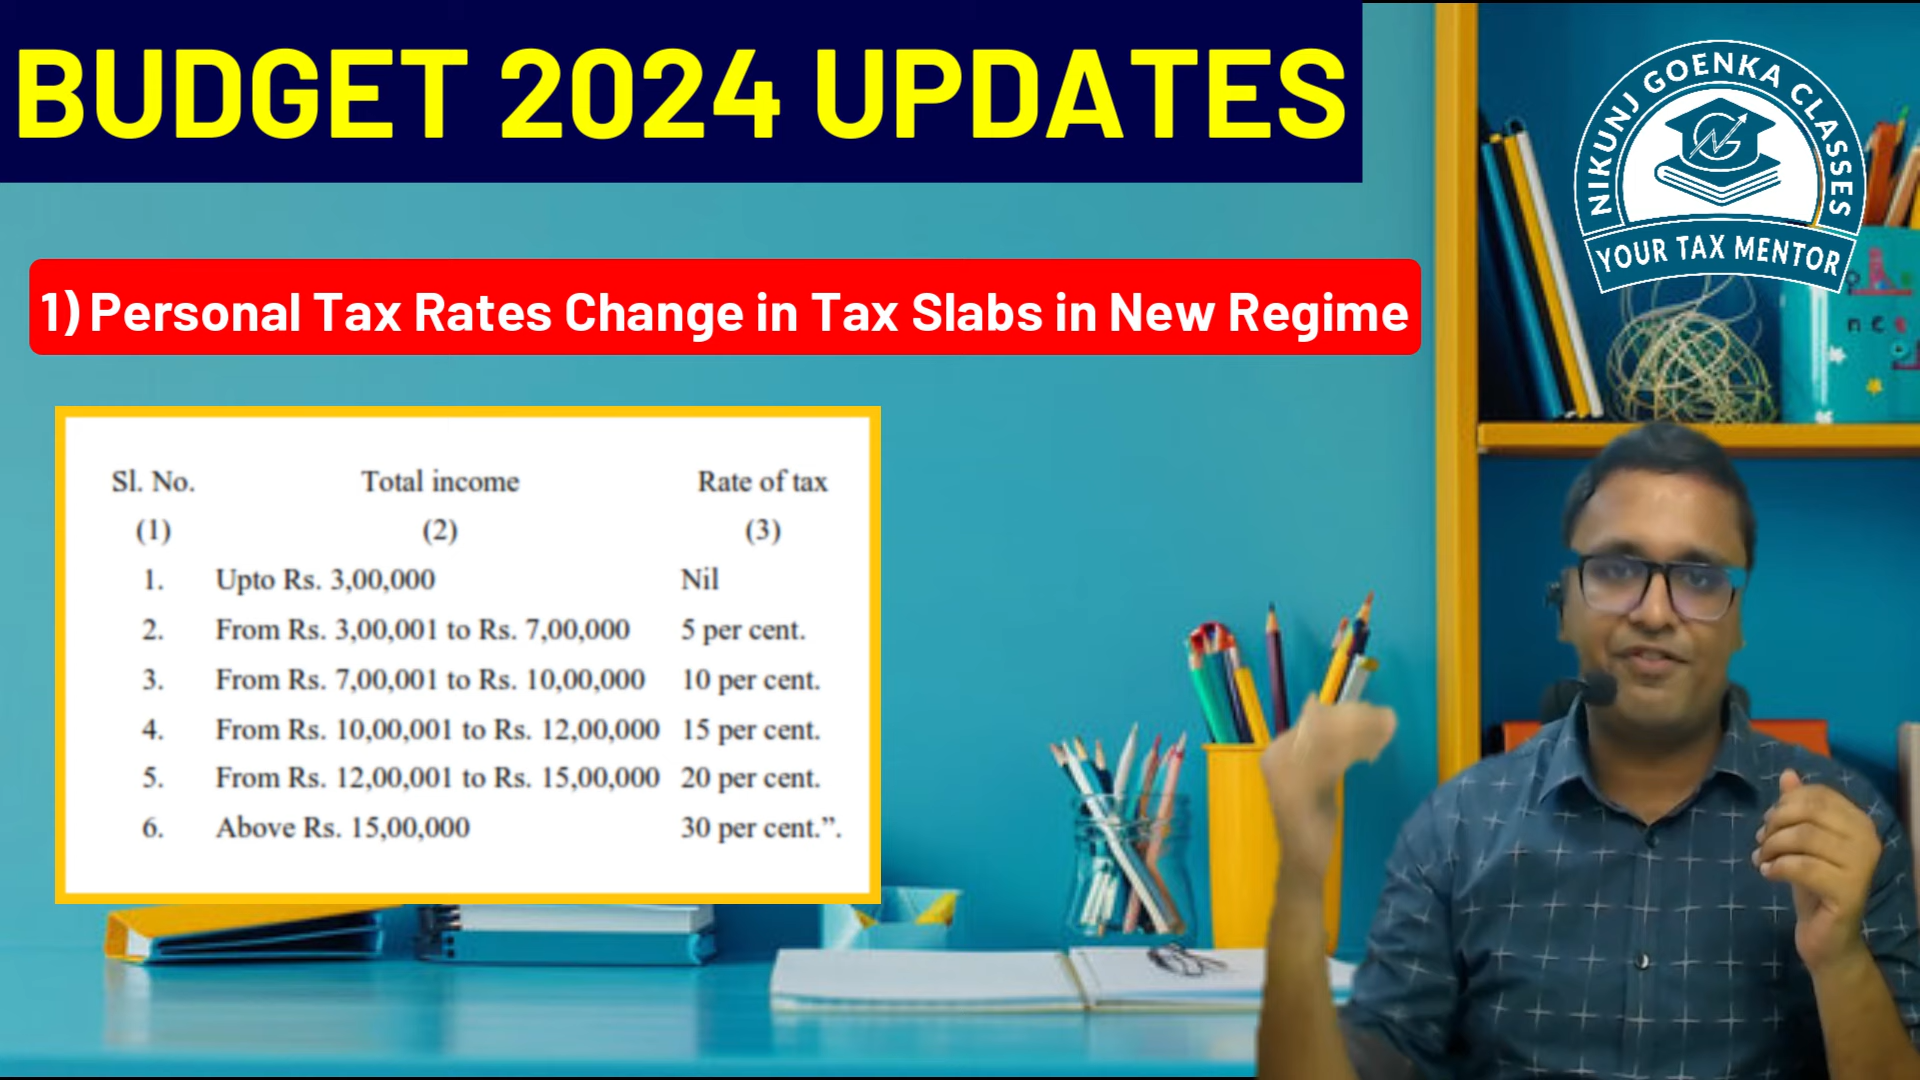 BUDGET 2024 UPDATES
NIKUNJ GOENKA CLASSES
YOUR TAX MENTOR
1) Personal Tax Rates Change in Tax Slabs in New Regime
Sl. No. Total income Rate of tax
(1) (2) (3)
1. Upto Rs. 3,00,000 Nil
2. From Rs. 3,00,001 to Rs. 7,00,000 5 per cent.
3. From Rs. 7,00,001 to Rs. 10,00,000 10 per cent.
4. From Rs. 10,00,001 to Rs. 12,00,000 15 per cent.
5. From Rs. 12,00,001 to Rs. 15,00,000 20 per cent.
6. Above Rs. 15,00,000 30 per cent.”.